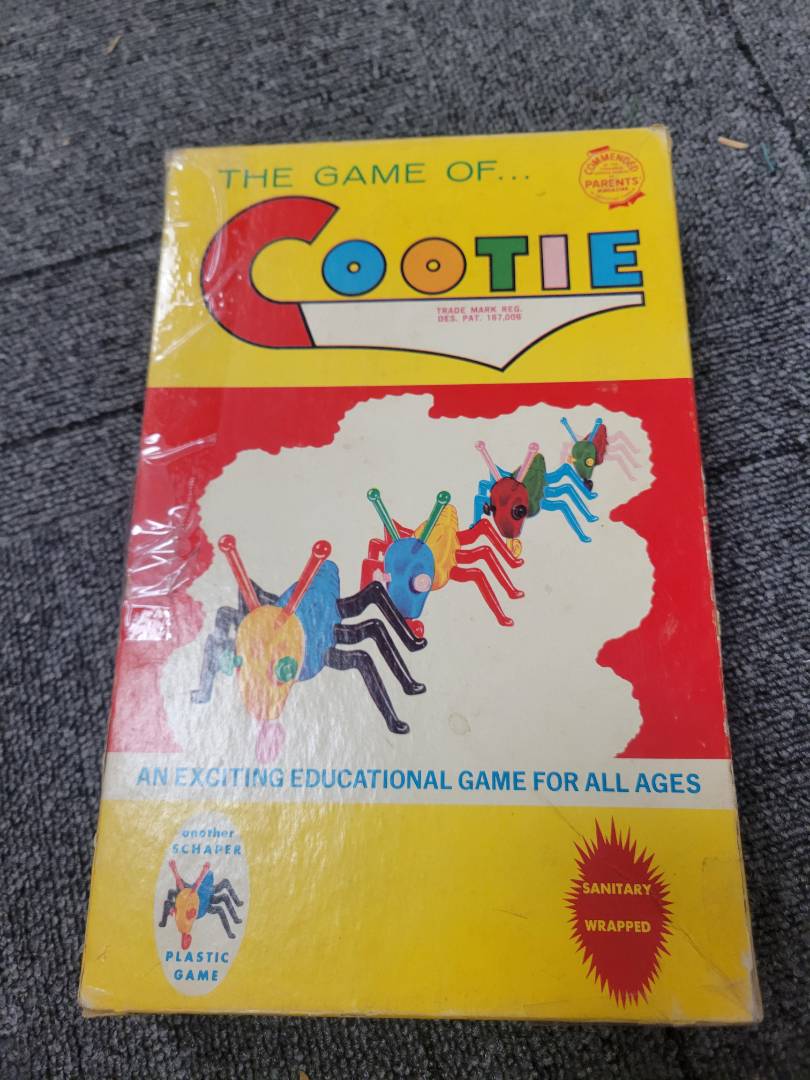 THE GAME OF...
COMMENDED
PARENTS'
MAGAZINE
COOTIE
TRADE MARK REG.
DES. PAT. 167,006
AN EXCITING EDUCATIONAL GAME FOR ALL AGES
another
SCHAPER
PLASTIC
GAME
SANITARY
WRAPPED